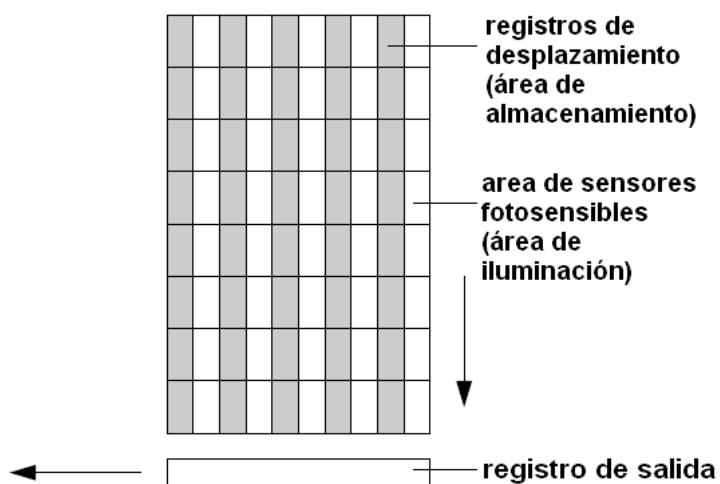 registros de
desplazamiento
(área de
almacenamiento)
area de sensores
fotosensibles
(área de
iluminación)
registro de salida